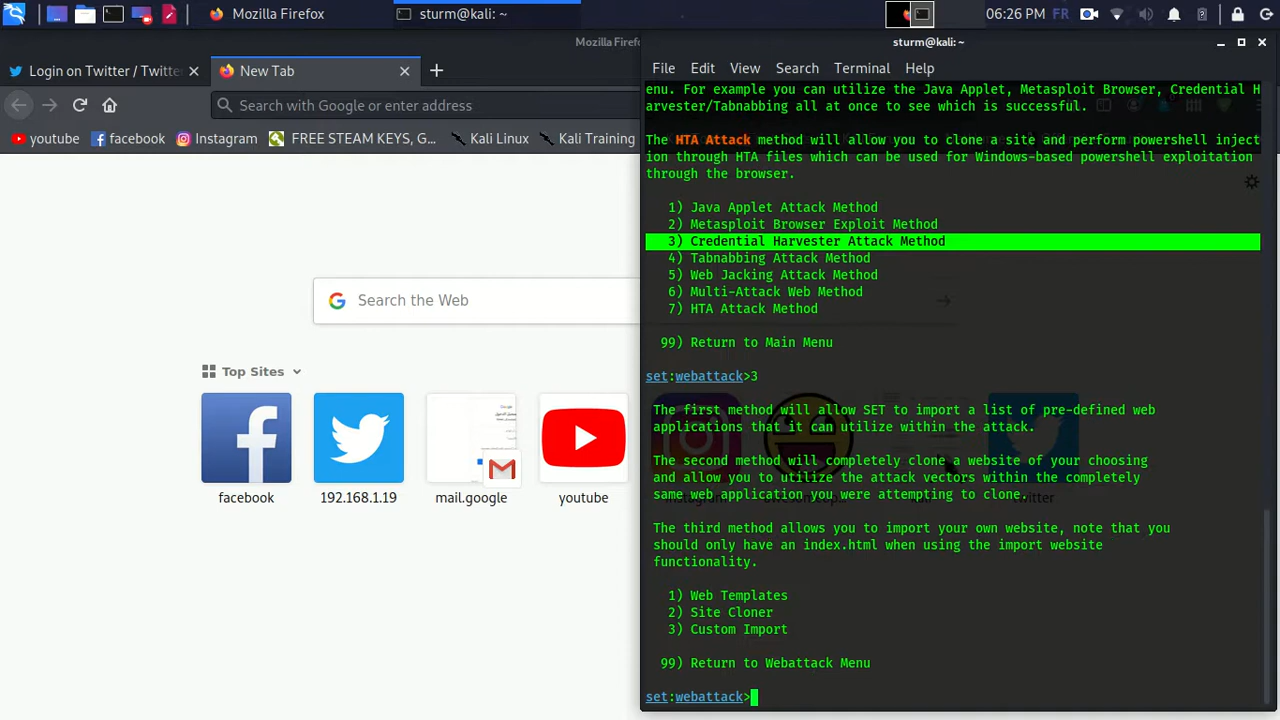 Mozilla Firefox
sturm@kali: ~
06:26 PM FR
Mozilla Firefo
sturm@kali: ~
Login on Twitter / Twitte
New Tab
File Edit View Search Terminal Help
Search with Google or enter address
youtube facebook Instagram FREE STEAM KEYS, G... Kali Linux Kali Training
enu. For example you can utilize the Java Applet, Metasploit Browser, Credential H
arvester/Tabnabbing all at once to see which is successful.
The HTA Attack method will allow you to clone a site and perform powershell inject
ion through HTA files which can be used for Windows-based powershell exploitation
through the browser.
1) Java Applet Attack Method
2) Metasploit Browser Exploit Method
3) Credential Harvester Attack Method
4) Tabnabbing Attack Method
5) Web Jacking Attack Method
6) Multi-Attack Web Method
7) HTA Attack Method
99) Return to Main Menu
set:webattack>3
The first method will allow SET to import a list of pre-defined web
applications that it can utilize within the attack.
The second method will completely clone a website of your choosing
and allow you to utilize the attack vectors within the completely
same web application you were attempting to clone.
The third method allows you to import your own website, note that you
should only have an index.html when using the import website
functionality.
1) Web Templates
2) Site Cloner
3) Custom Import
99) Return to Webattack Menu
set:webattack>
Search the Web
Top Sites
facebook
192.168.1.19
mail.google
youtube
twitter